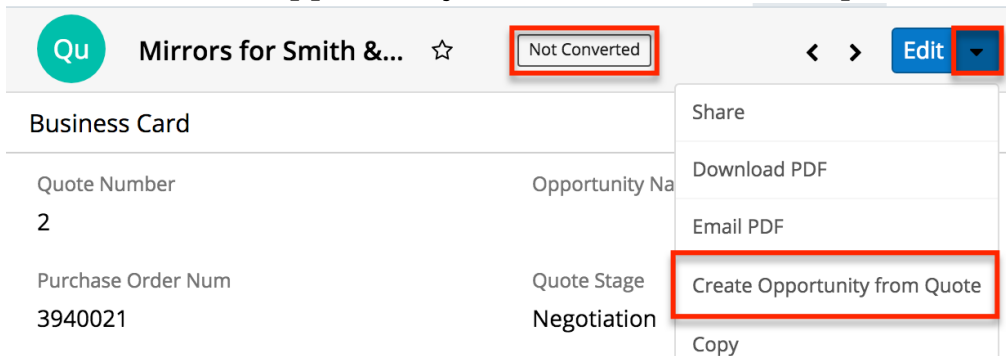 Qu Mirrors for Smith &... Not Converted Edit
Business Card
Share
Quote Number
Opportunity Na
Download PDF
2
Email PDF
Purchase Order Num
Quote Stage
Create Opportunity from Quote
3940021
Negotiation
Copy